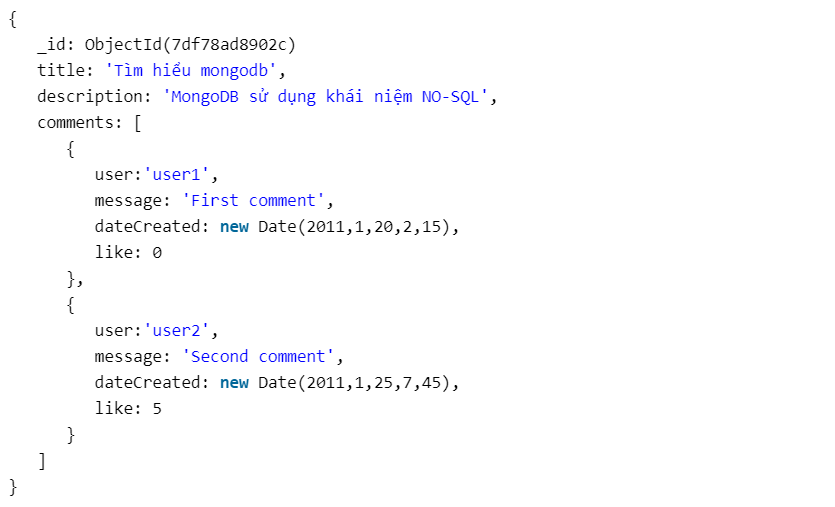 {
_id: ObjectId(7df78ad8902c)
title: 'Tìm hiểu mongodb',
description: 'MongoDB sử dụng khái niệm NO-SQL',
comments: [
{
user:'user1',
message: 'First comment',
dateCreated: new Date(2011,1,20,2,15),
like: 0
},
{
user:'user2',
message: 'Second comment',
dateCreated: new Date(2011,1,25,7,45),
like: 5
}
]
}